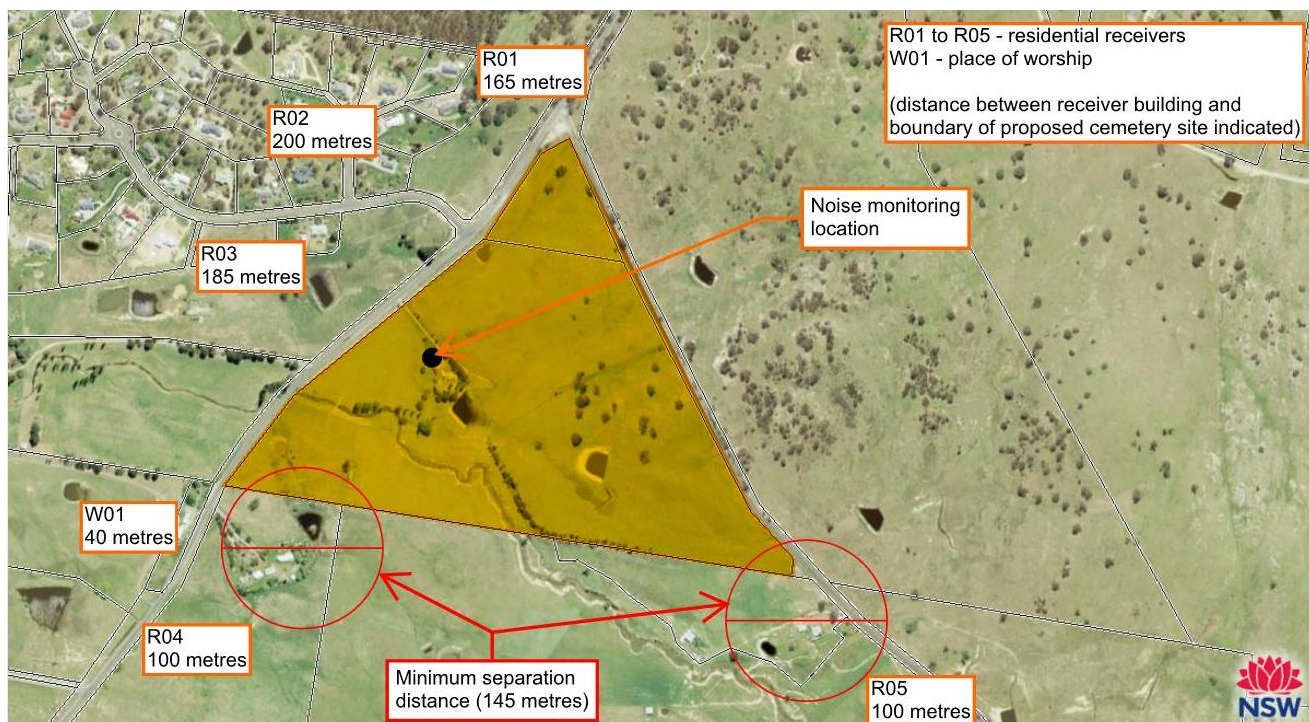 R01 to R05 - residential receivers
W01 - place of worship
(distance between receiver building and
boundary of proposed cemetery site indicated)
R01
165 metres
R02
200 metres
Noise monitoring
location
R03
185 metres
W01
40 metres
R04
100 metres
Minimum separation
distance (145 metres)
R05
100 metres
NSW